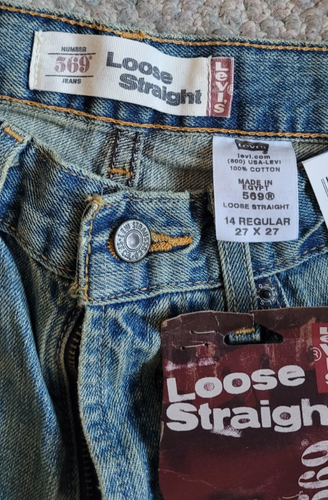 NUMBER
569®
JEANS
Loose
Straight
LEVI'S
Levi's
levi.com
(800) USA-LEVI
100% COTTON
MADE IN
EGYPT
569®
LOOSE STRAIGHT
14 REGULAR
27 X 27
Loose
Straigh
569